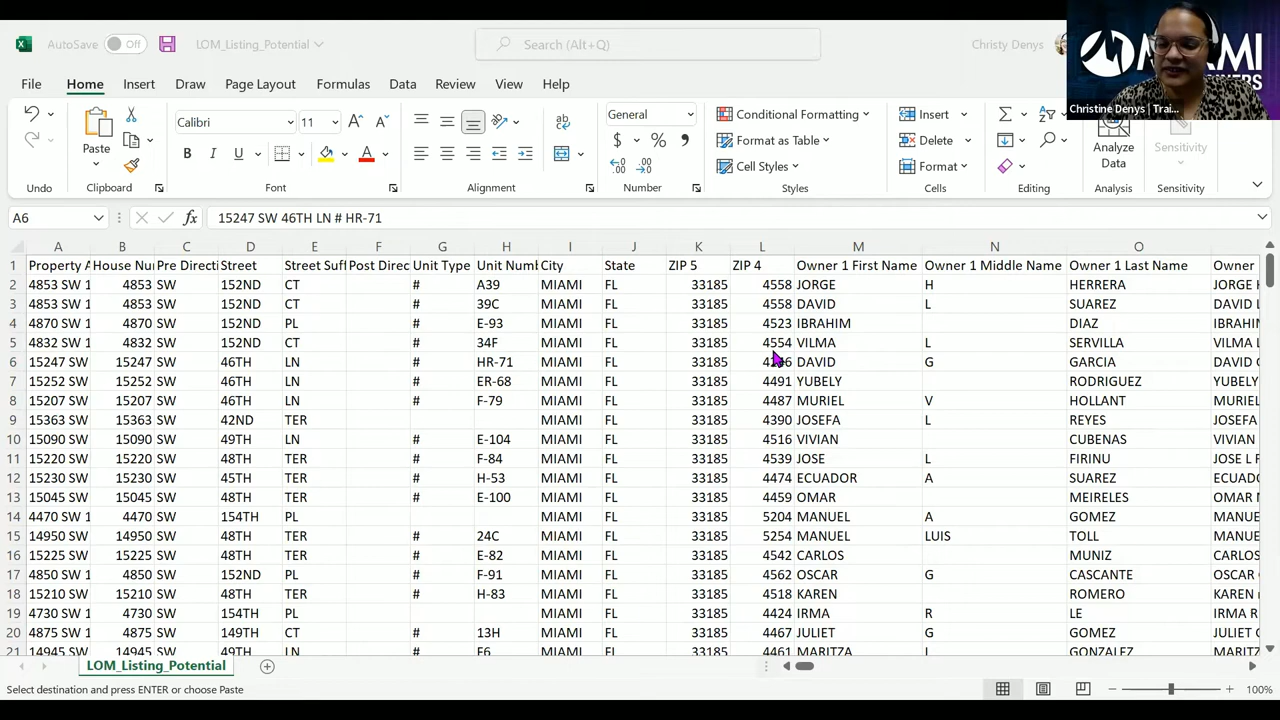 AutoSave Off LOM_Listing_Potential Search (Alt+Q) Christy Denys
File Home Insert Draw Page Layout Formulas Data Review View Help
Christine Denys | Trai...
Paste Calibri 11 General Conditional Formatting Format as Table Cell Styles Insert Delete Format Analyze Data Sensitivity
Undo Clipboard Font Alignment Number Styles Cells Editing Analysis Sensitivity
A6 fx 15247 SW 46TH LN # HR-71
A B C D E F G H I J K L M N O
1 Property A House Nur Pre Directi Street Street Suff Post Direc Unit Type Unit Numb City State ZIP 5 ZIP 4 Owner 1 First Name Owner 1 Middle Name Owner 1 Last Name Owner
2 4853 SW 1 4853 SW 152ND CT # A39 MIAMI FL 33185 4558 JORGE H HERRERA JORGE H
3 4853 SW 1 4853 SW 152ND CT # 39C MIAMI FL 33185 4558 DAVID L SUAREZ DAVID L
4 4870 SW 1 4870 SW 152ND PL # E-93 MIAMI FL 33185 4523 IBRAHIM DIAZ IBRAHI
5 4832 SW 1 4832 SW 152ND CT # 34F MIAMI FL 33185 4554 VILMA L SERVILLA VILMA L
6 15247 SW 15247 SW 46TH LN # HR-71 MIAMI FL 33185 DAVID G GARCIA DAVID G
7 15252 SW 15252 SW 46TH LN # ER-68 MIAMI FL 33185 4491 YUBELY RODRIGUEZ YUBELY
8 15207 SW 15207 SW 46TH LN # F-79 MIAMI FL 33185 4487 MURIEL V HOLLANT MURIEL
9 15363 SW 15363 SW 42ND TER MIAMI FL 33185 4390 JOSEFA L REYES JOSEFA
10 15090 SW 15090 SW 49TH LN # E-104 MIAMI FL 33185 4516 VIVIAN CUBENAS VIVIAN
11 15220 SW 15220 SW 48TH TER # F-84 MIAMI FL 33185 4539 JOSE L FIRINU JOSE L F
12 15230 SW 15230 SW 45TH TER # H-53 MIAMI FL 33185 4474 ECUADOR A SUAREZ ECUADO
13 15045 SW 15045 SW 48TH TER # E-100 MIAMI FL 33185 4459 OMAR MEIRELES OMAR
14 4470 SW 1 4470 SW 154TH PL MIAMI FL 33185 5204 MANUEL A GOMEZ MANUE
15 14950 SW 14950 SW 48TH TER # 24C MIAMI FL 33185 5254 MANUEL LUIS TOLL MANUE
16 15225 SW 15225 SW 48TH TER # E-82 MIAMI FL 33185 4542 CARLOS MUNIZ CARLOS
17 4850 SW 1 4850 SW 152ND PL # F-91 MIAMI FL 33185 4562 OSCAR G CASCANTE OSCAR
18 15210 SW 15210 SW 48TH TER # H-83 MIAMI FL 33185 4518 KAREN ROMERO KAREN
19 4730 SW 1 4730 SW 154TH PL MIAMI FL 33185 4424 IRMA R LE IRMA R
20 4875 SW 1 4875 SW 149TH CT # 13H MIAMI FL 33185 4467 JULIET G GOMEZ JULIET
21 14945 SW 14945 SW 49TH LN # F6 MIAMI FL 33185 4461 MARITZA GONZALEZ MARITZ
LOM_Listing_Potential
Select destination and press ENTER or choose Paste 100%